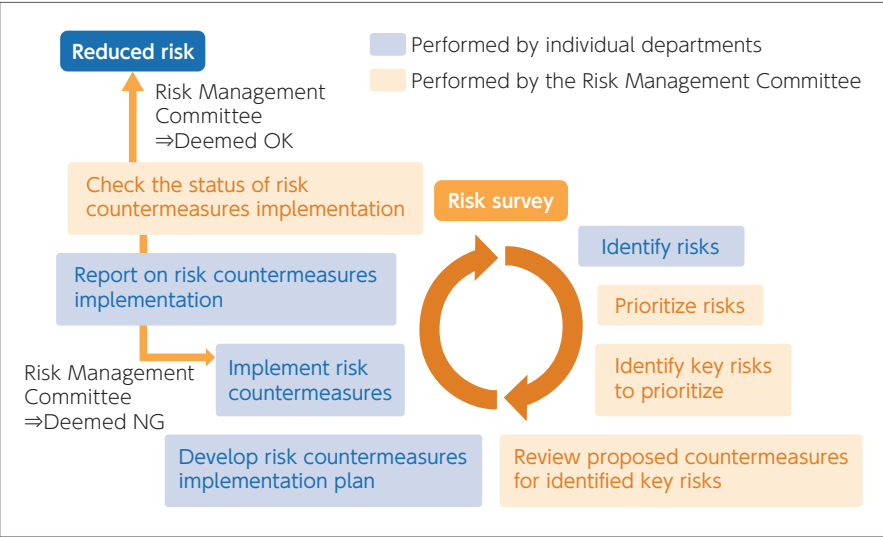 Reduced risk
Performed by individual departments
Performed by the Risk Management Committee
Risk Management
Committee
⇒Deemed OK
Check the status of risk
countermeasures implementation
Risk survey
Identify risks
Report on risk countermeasures
implementation
Prioritize risks
Risk Management
Committee
⇒Deemed NG
Implement risk
countermeasures
Identify key risks
to prioritize
Develop risk countermeasures
implementation plan
Review proposed countermeasures
for identified key risks